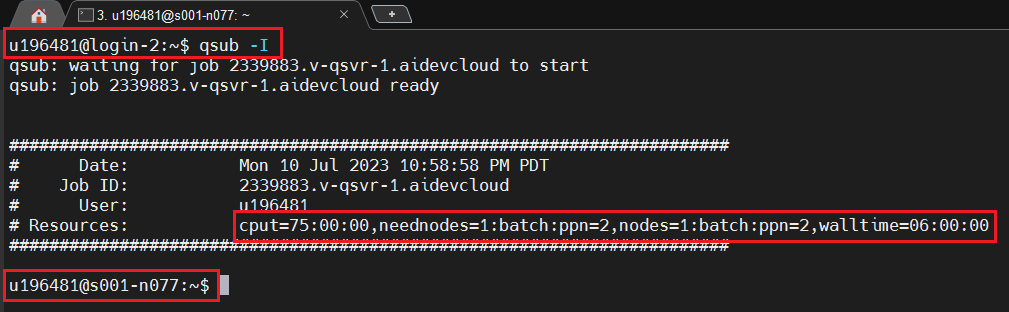 3. u196481@s001-n077: ~
u196481@login-2:~$ qsub -I
qsub: waiting for job 2339883.v-qsvr-1.aidevcloud to start
qsub: job 2339883.v-qsvr-1.aidevcloud ready
########################################################################
#      Date:           Mon 10 Jul 2023 10:58:58 PM PDT
#    Job ID:           2339883.v-qsvr-1.aidevcloud
#      User:           u196481
# Resources:           cput=75:00:00,neednodes=1:batch:ppn=2,nodes=1:batch:ppn=2,walltime=06:00:00
########################################################################
u196481@s001-n077:~$